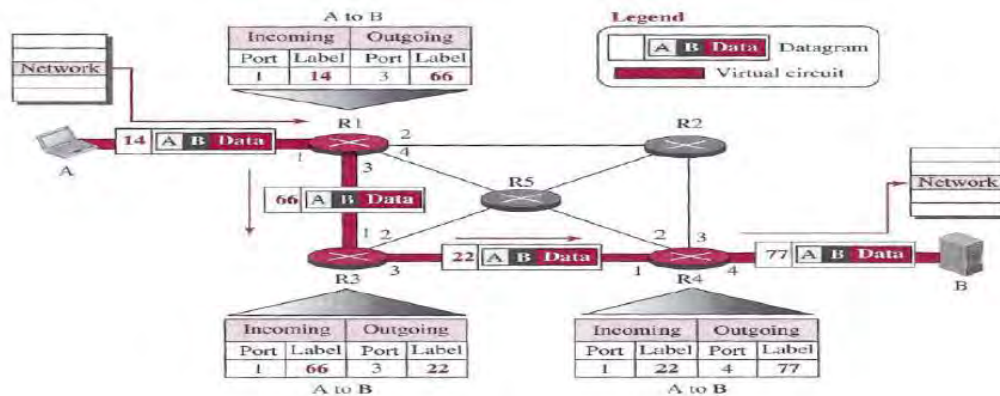 A to B
Incoming Outgoing
Port Label Port Label
1 14 3 66
Legend
A B Data Datagram
Virtual circuit
Network
R1
R2
14 A B Data
A
1
2
4
3
R5
Network
66 A B Data
1
2
3
R3
22 A B Data
2
3
1
4
R4
77 A B Data
B
Incoming Outgoing
Port Label Port Label
1 66 3 22
A to B
Incoming Outgoing
Port Label Port Label
1 22 4 77
A to B